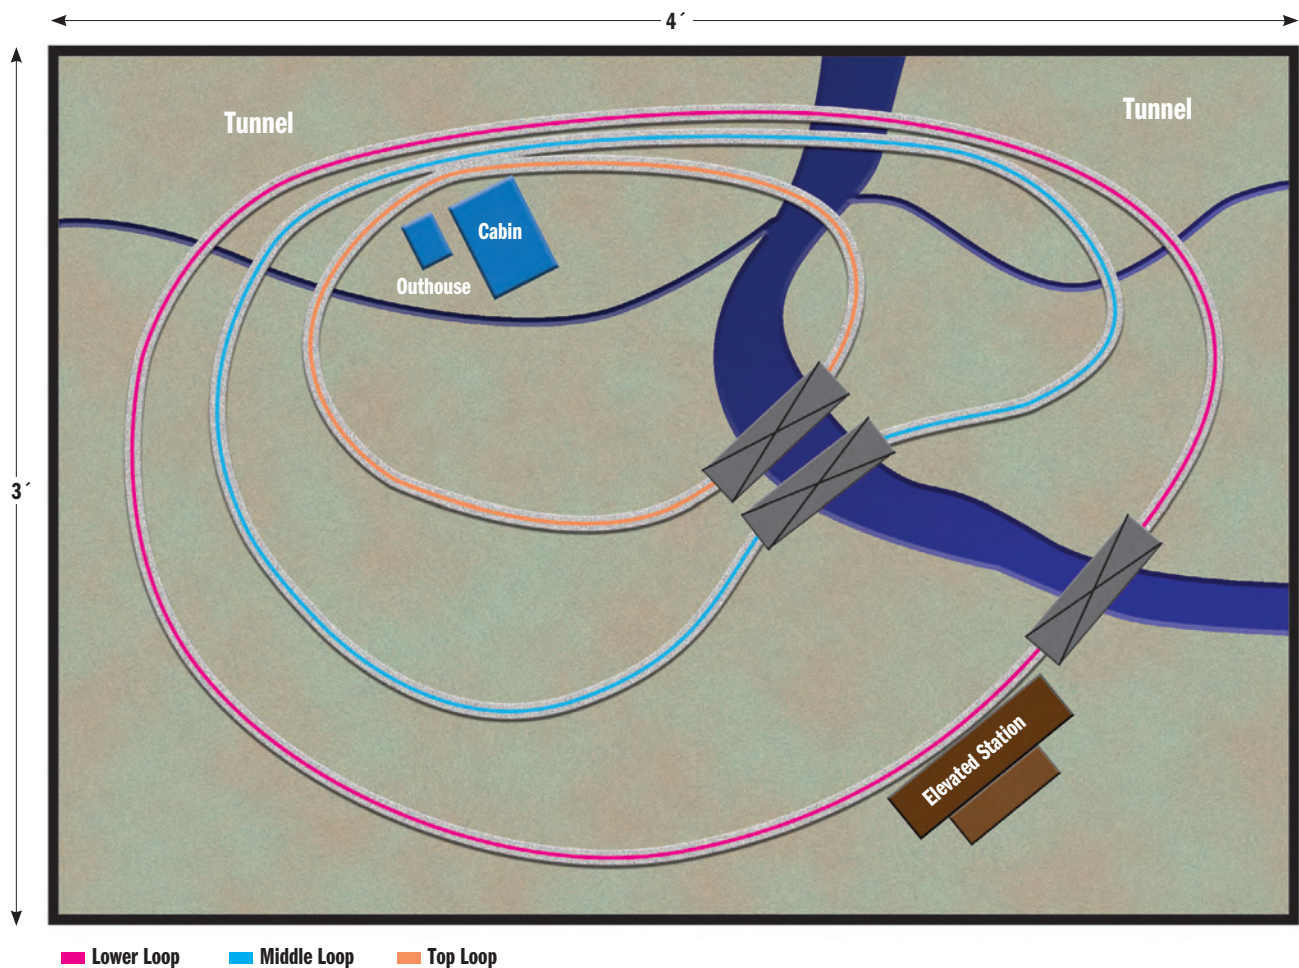 4´
Tunnel
Tunnel
Cabin
Outhouse
3´
Elevated Station
Lower Loop
Middle Loop
Top Loop